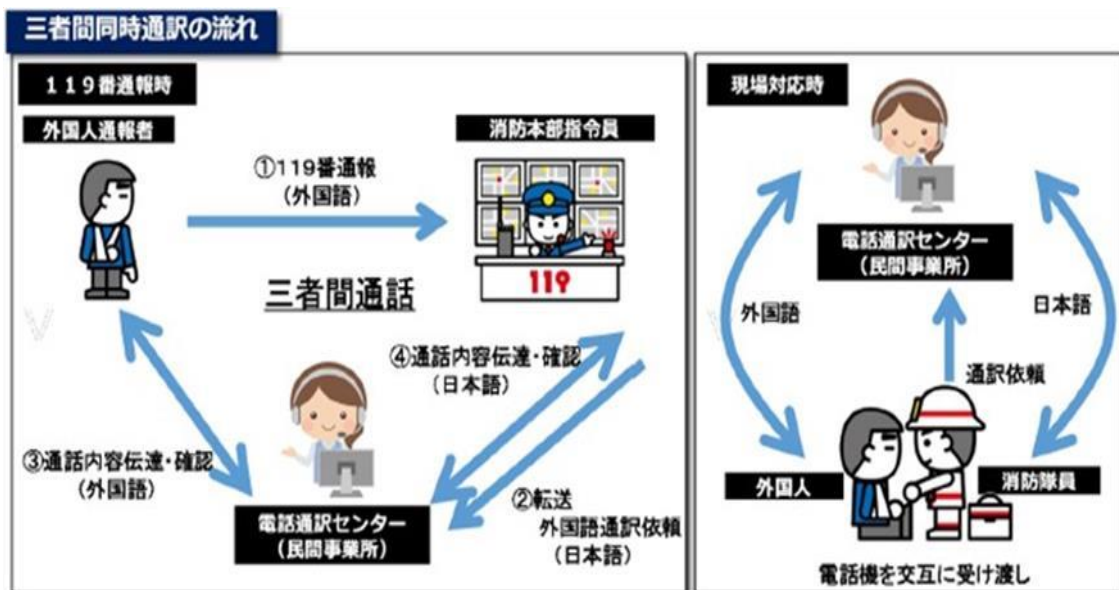 三者間同時通訳の流れ
119番通報時
外国人通報者
消防本部指令員
①119番通報
(外国語)
119
三者間通話
④通話内容伝達・確認
(日本語)
③通話内容伝達・確認
(外国語)
②転送
外国語通訳依頼
(日本語)
電話通訳センター
(民間事業所)
現場対応時
電話通訳センター
(民間事業所)
外国語
日本語
通訳依頼
外国人
消防隊員
電話機を交互に受け渡し